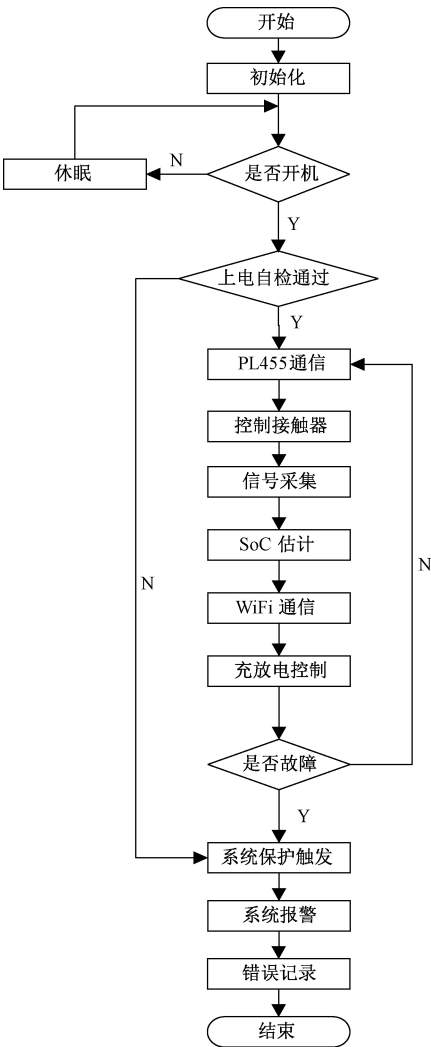 开始
初始化
N
休眠
是否开机
Y
上电自检通过
Y
PL455通信
控制接触器
信号采集
SoC 估计
N
N
WiFi 通信
充放电控制
是否故障
Y
系统保护触发
系统报警
错误记录
结束